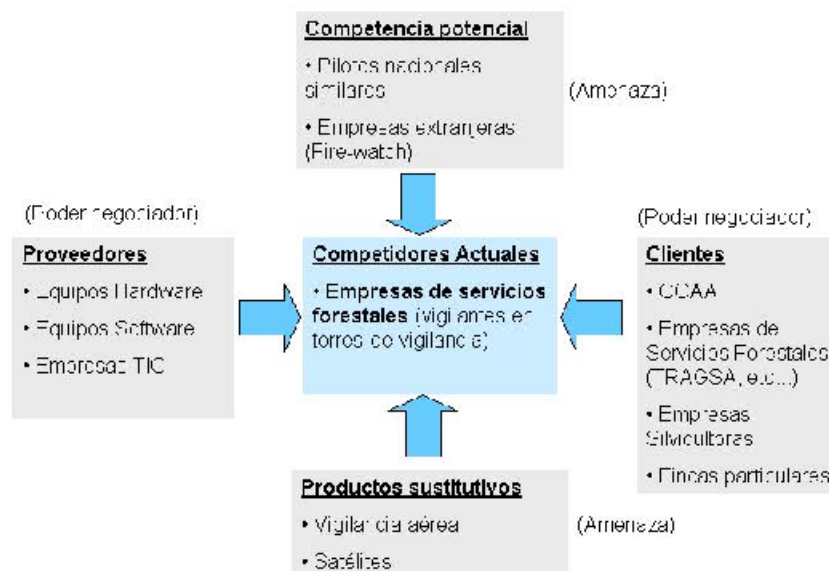 Competencia potencial
• Pilotos nacionales
similares
(Amenaza)
• Empresas extranjeras
(Fire-watch)
(Poder negociador)
(Poder negociador)
Proveedores
• Equipos Hardware
• Equipos Software
• Empresas TIC
Competidores Actuales
• Empresas de servicios
forestales (vigilantes en
torres de vigilancia)
Clientes
• CCAA
• Empresas de
Servicios Forestales
(TRAGSA, etc...)
• Empresas
Silvicultoras
• Fincas particulares
Productos sustitutivos
• Vigilancia aérea
(Amenaza)
• Satélites